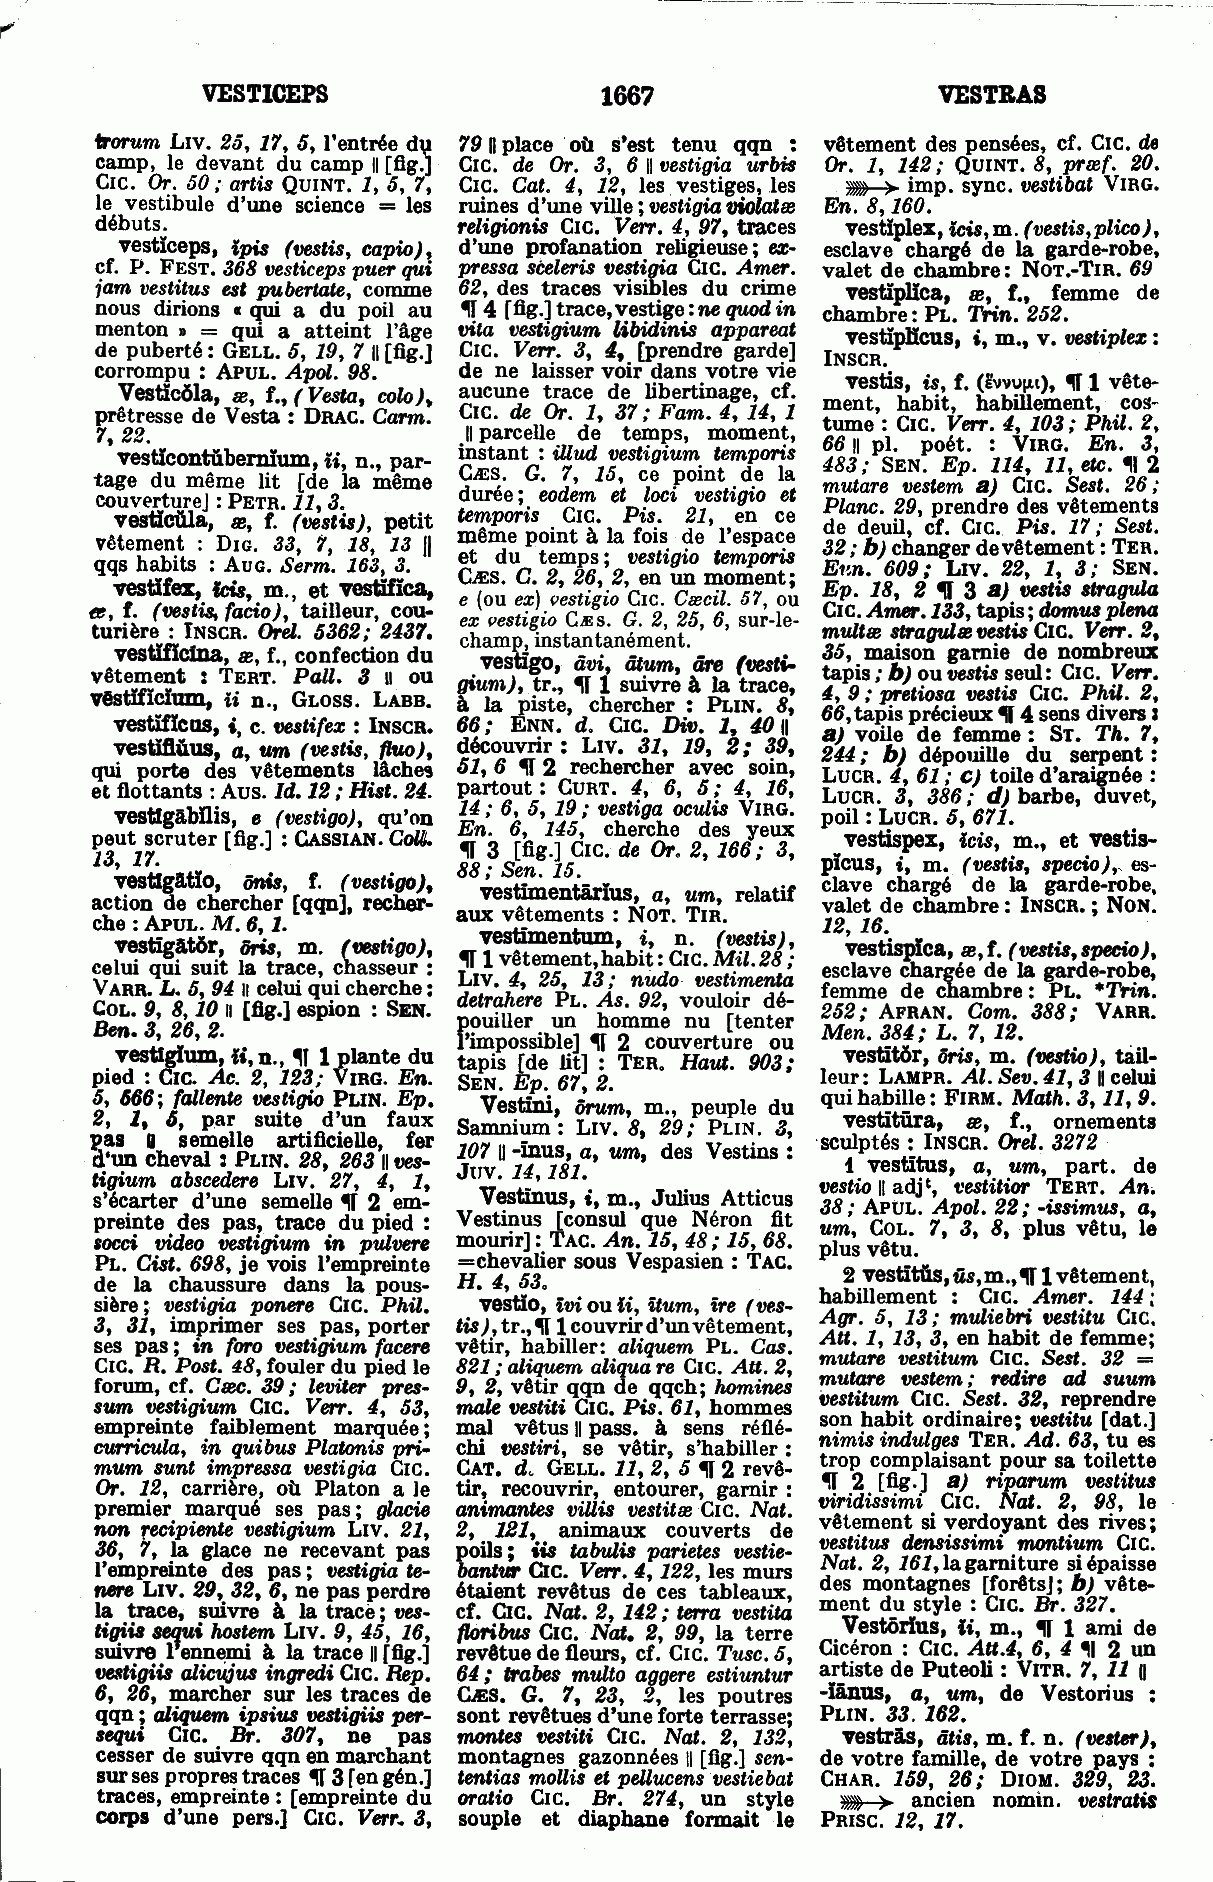 VESTICEPS 1667 VESTRAS
trorum LIV. 25, 17, 5, l'entrée du
camp, le devant du camp || [fig.]
CIC. Or. 50 ; artis QUINT. 1, 5, 7,
le vestibule d'une science = les
débuts.
vestĭceps, ĭpis (vestis, capio),
cf. P. FEST. 368 vesticeps puer qui
jam vestitus est pubertate, comme
nous dirions « qui a du poil au
menton » = qui a atteint l'âge
de puberté : GELL. 5, 19, 7 || [fig.]
corrompu : APUL. Apol. 98.
Vestĭcŏla, æ, f., (Vesta, colo),
prêtresse de Vesta : DRAC. Carm.
7, 22.
vestĭcontŭbernĭum, ĭi, n., par-
tage du même lit [de la même
couverture] : PETR. 11, 3.
vestĭcŭla, æ, f. (vestis), petit
vêtement : DIG. 33, 7, 18, 13 ||
qqs habits : AUG. Serm. 163, 3.
vestĭfex, ĭcis, m., et vestĭfĭca,
æ, f. (vestis, facio), tailleur, cou-
turière : INSCR. Orel. 5362 ; 2437.
vestĭfĭcīna, æ, f., confection du
vêtement : TERT. Pall. 3 || ou
vēstĭfĭcĭum, ĭi n., GLOSS. LABB.
vestĭfĭcus, i, c. vestifex : INSCR.
vestĭflŭus, a, um (vestis, fluo),
qui porte des vêtements lâches
et flottants : AUS. Id. 12 ; Hist. 24.
vestīgābĭlis, e (vestigo), qu'on
peut scruter [fig.] : CASSIAN. Coll.
13, 17.
vestīgātĭo, ōnis, f. (vestigo),
action de chercher [qqn], recher-
che : APUL. M. 6, 1.
vestīgātŏr, ōris, m. (vestigo),
celui qui suit la trace, chasseur :
VARR. L. 5, 94 || celui qui cherche :
COL. 9, 8, 10 || [fig.] espion : SEN.
Ben. 3, 26, 2.
vestīgĭum, ĭi, n., ¶ 1 plante du
pied : CIC. Ac. 2, 123 ; VIRG. En.
5, 566 ; fallente vestigio PLIN. Ep.
2, 1, 5, par suite d'un faux
pas || semelle artificielle, fer
d'un cheval : PLIN. 28, 263 || ves-
tigium abscedere LIV. 27, 4, 1,
s'écarter d'une semelle ¶ 2 em-
preinte des pas, trace du pied :
socci video vestigium in pulvere
PL. Cist. 698, je vois l'empreinte
de la chaussure dans la pous-
sière ; vestigia ponere CIC. Phil.
3, 31, imprimer ses pas, porter
ses pas ; in foro vestigium facere
CIC. R. Post. 48, fouler du pied le
forum, cf. Cæc. 39 ; leviter pres-
sum vestigium CIC. Verr. 4, 53,
empreinte faiblement marquée ;
curricula, in quibus Platonis pri-
mum sunt impressa vestigia CIC.
Or. 12, carrière, où Platon a le
premier marqué ses pas ; glacie
non recipiente vestigium LIV. 21,
36, 7, la glace ne recevant pas
l'empreinte des pas ; vestigia te-
nere LIV. 29, 32, 6, ne pas perdre
la trace, suivre à la trace ; ves-
tigiis sequi hostem LIV. 9, 45, 16,
suivre l'ennemi à la trace || [fig.]
vestigiis alicujus ingredi CIC. Rep.
6, 26, marcher sur les traces de
qqn ; aliquem ipsius vestigiis per-
sequi CIC. Br. 307, ne pas
cesser de suivre qqn en marchant
sur ses propres traces ¶ 3 [en gén.]
traces, empreinte : [empreinte du
corps d'une pers.] CIC. Verr. 3,
79 || place où s'est tenu qqn :
CIC. de Or. 3, 6 || vestigia urbis
CIC. Cat. 4, 12, les vestiges, les
ruines d'une ville ; vestigia violatæ
religionis CIC. Verr. 4, 97, traces
d'une profanation religieuse ; ex-
pressa sceleris vestigia CIC. Amer.
62, des traces visibles du crime
¶ 4 [fig.] trace, vestige : ne quod in
vita vestigium libidinis appareat
CIC. Verr. 3, 4, [prendre garde]
de ne laisser voir dans votre vie
aucune trace de libertinage, cf.
CIC. de Or. 1, 37 ; Fam. 4, 14, 1
|| parcelle de temps, moment,
instant : illud vestigium temporis
CÆS. G. 7, 15, ce point de la
durée ; eodem et loci vestigio et
temporis CIC. Pis. 21, en ce
même point à la fois de l'espace
et du temps ; vestigio temporis
CÆS. C. 2, 26, 2, en un moment ;
e (ou ex) vestigio CIC. Cæcil. 57, ou
ex vestigio CÆS. G. 2, 25, 6, sur-le-
champ, instantanément.
vestīgo, āvi, ātum, āre (vesti-
gium), tr., ¶ 1 suivre à la trace,
à la piste, chercher : PLIN. 8,
66 ; ENN. d. CIC. Div. 1, 40 ||
découvrir : LIV. 31, 19, 2 ; 39,
51, 6 ¶ 2 rechercher avec soin,
partout : CURT. 4, 6, 5 ; 4, 16,
14 ; 6, 5, 19 ; vestiga oculis VIRG.
En. 6, 145, cherche des yeux
¶ 3 [fig.] CIC. de Or. 2, 166 ; 3,
88 ; Sen. 15.
vestīmentārĭus, a, um, relatif
aux vêtements : NOT. TIR.
vestīmentum, i, n. (vestis),
¶ 1 vêtement, habit : CIC. Mil. 28 ;
LIV. 4, 25, 13 ; nudo vestimenta
detrahere PL. As. 92, vouloir dé-
pouiller un homme nu [tenter
l'impossible] ¶ 2 couverture ou
tapis [de lit] : TER. Haut. 903 ;
SEN. Ep. 67, 2.
Vestīni, ōrum, m., peuple du
Samnium : LIV. 8, 29 ; PLIN. 3,
107 || -īnus, a, um, des Vestins :
JUV. 14, 181.
Vestīnus, i, m., Julius Atticus
Vestinus [consul que Néron fit
mourir] : TAC. An. 15, 48 ; 15, 68.
=chevalier sous Vespasien : TAC.
H. 4, 53.
vestĭo, īvi ou ĭi, ītum, īre (ves-
tis), tr., ¶ 1 couvrir d'un vêtement,
vêtir, habiller : aliquem PL. Cas.
821 ; aliquem aliqua re CIC. Att. 2,
9, 2, vêtir qqn de qqch ; homines
male vestiti CIC. Pis. 61, hommes
mal vêtus || pass. à sens réflé-
chi vestiri, se vêtir, s'habiller :
CAT. d. GELL. 11, 2, 5 ¶ 2 revê-
tir, recouvrir, entourer, garnir :
animantes villis vestitæ CIC. Nat.
2, 121, animaux couverts de
poils ; iis tabulis parietes vestie-
bantur CIC. Verr. 4, 122, les murs
étaient revêtus de ces tableaux,
cf. CIC. Nat. 2, 142 ; terra vestita
floribus CIC. Nat. 2, 99, la terre
revêtue de fleurs, cf. CIC. Tusc. 5,
64 ; trabes multo aggere estiuntur
CÆS. G. 7, 23, 2, les poutres
sont revêtues d'une forte terrasse ;
montes vestiti CIC. Nat. 2, 132,
montagnes gazonnées || [fig.] sen-
tentias mollis et pellucens vestiebat
oratio CIC. Br. 274, un style
souple et diaphane formait le
vêtement des pensées, cf. CIC. de
Or. 1, 142 ; QUINT. 8, præf. 20.
»»→ imp. sync. vestibat VIRG.
En. 8, 160.
vestĭplex, ĭcis, m. (vestis, plico),
esclave chargé de la garde-robe,
valet de chambre : NOT.-TIR. 69
vestĭplĭca, æ, f., femme de
chambre : PL. Trin. 252.
vestĭplĭcus, i, m., v. vestiplex :
INSCR.
vestis, is, f. (ἕννυμι), ¶ 1 vête-
ment, habit, habillement, cos-
tume : CIC. Verr. 4, 103 ; Phil. 2,
66 || pl. poét. : VIRG. En. 3,
483 ; SEN. Ep. 114, 11, etc. ¶ 2
mutare vestem a) CIC. Sest. 26 ;
Planc. 29, prendre des vêtements
de deuil, cf. CIC. Pis. 17 ; Sest.
32 ; b) changer de vêtement : TER.
Eun. 609 ; LIV. 22, 1, 3 ; SEN.
Ep. 18, 2 ¶ 3 a) vestis stragula
CIC. Amer. 133, tapis ; domus plena
multæ stragulæ vestis CIC. Verr. 2,
35, maison garnie de nombreux
tapis ; b) ou vestis seul : CIC. Verr.
4, 9 ; pretiosa vestis CIC. Phil. 2,
66, tapis précieux ¶ 4 sens divers :
a) voile de femme : ST. Th. 7,
244 ; b) dépouille du serpent :
LUCR. 4, 61 ; c) toile d'araignée :
LUCR. 3, 386 ; d) barbe, duvet,
poil : LUCR. 5, 671.
vestispex, ĭcis, m., et vestis-
pĭcus, i, m. (vestis, specio), es-
clave chargé de la garde-robe,
valet de chambre : INSCR. ; NON.
12, 16.
vestispĭca, æ, f. (vestis, specio),
esclave chargée de la garde-robe,
femme de chambre : PL. *Trin.
252 ; AFRAN. Com. 388 ; VARR.
Men. 384 ; L. 7, 12.
vestītŏr, ōris, m. (vestio), tail-
leur : LAMPR. Al. Sev. 41, 3 || celui
qui habille : FIRM. Math. 3, 11, 9.
vestītūra, æ, f., ornements
sculptés : INSCR. Orel. 3272
1 vestītus, a, um, part. de
vestio || adjᵗ, vestitior TERT. An.
38 ; APUL. Apol. 22 ; -issimus, a,
um, COL. 7, 3, 8, plus vêtu, le
plus vêtu.
2 vestītŭs, ūs, m., ¶ 1 vêtement,
habillement : CIC. Amer. 144 ;
Agr. 5, 13 ; muliebri vestitu CIC.
Att. 1, 13, 3, en habit de femme ;
mutare vestitum CIC. Sest. 32 =
mutare vestem ; redire ad suum
vestitum CIC. Sest. 32, reprendre
son habit ordinaire ; vestitu [dat.]
nimis indulges TER. Ad. 63, tu es
trop complaisant pour sa toilette
¶ 2 [fig.] a) riparum vestitus
viridissimi CIC. Nat. 2, 98, le
vêtement si verdoyant des rives ;
vestitus densissimi montium CIC.
Nat. 2, 161, la garniture si épaisse
des montagnes [forêts] ; b) vête-
ment du style : CIC. Br. 327.
Vestōrĭus, ĭi, m., ¶ 1 ami de
Cicéron : CIC. Att. 4, 6, 4 ¶ 2 un
artiste de Puteoli : VITR. 7, 11 ||
-ĭānus, a, um, de Vestorius :
PLIN. 33. 162.
vestrās, ātis, m. f. n. (vester),
de votre famille, de votre pays :
CHAR. 159, 26 ; DIOM. 329, 23.
»»→ ancien nomin. vestratis
PRISC. 12, 17.